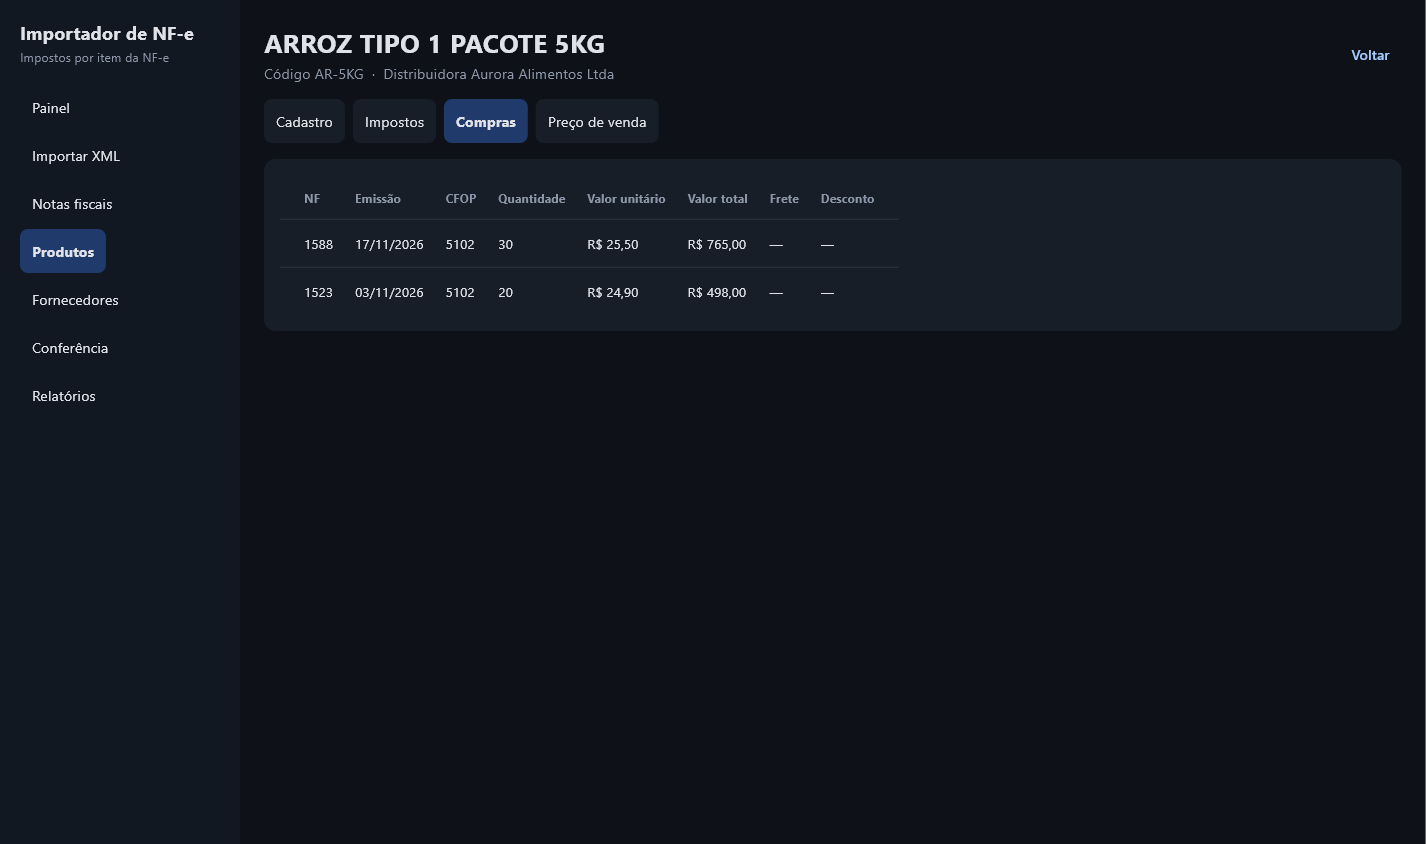 Importador de NF-e
Impostos por item da NF-e
Painel
Importar XML
Notas fiscais
Produtos
Fornecedores
Conferência
Relatórios
ARROZ TIPO 1 PACOTE 5KG
Código AR-5KG · Distribuidora Aurora Alimentos Ltda
Voltar
Cadastro Impostos Compras Preço de venda
NF Emissão CFOP Quantidade Valor unitário Valor total Frete Desconto
1588 17/11/2026 5102 30 R$ 25,50 R$ 765,00 — —
1523 03/11/2026 5102 20 R$ 24,90 R$ 498,00 — —